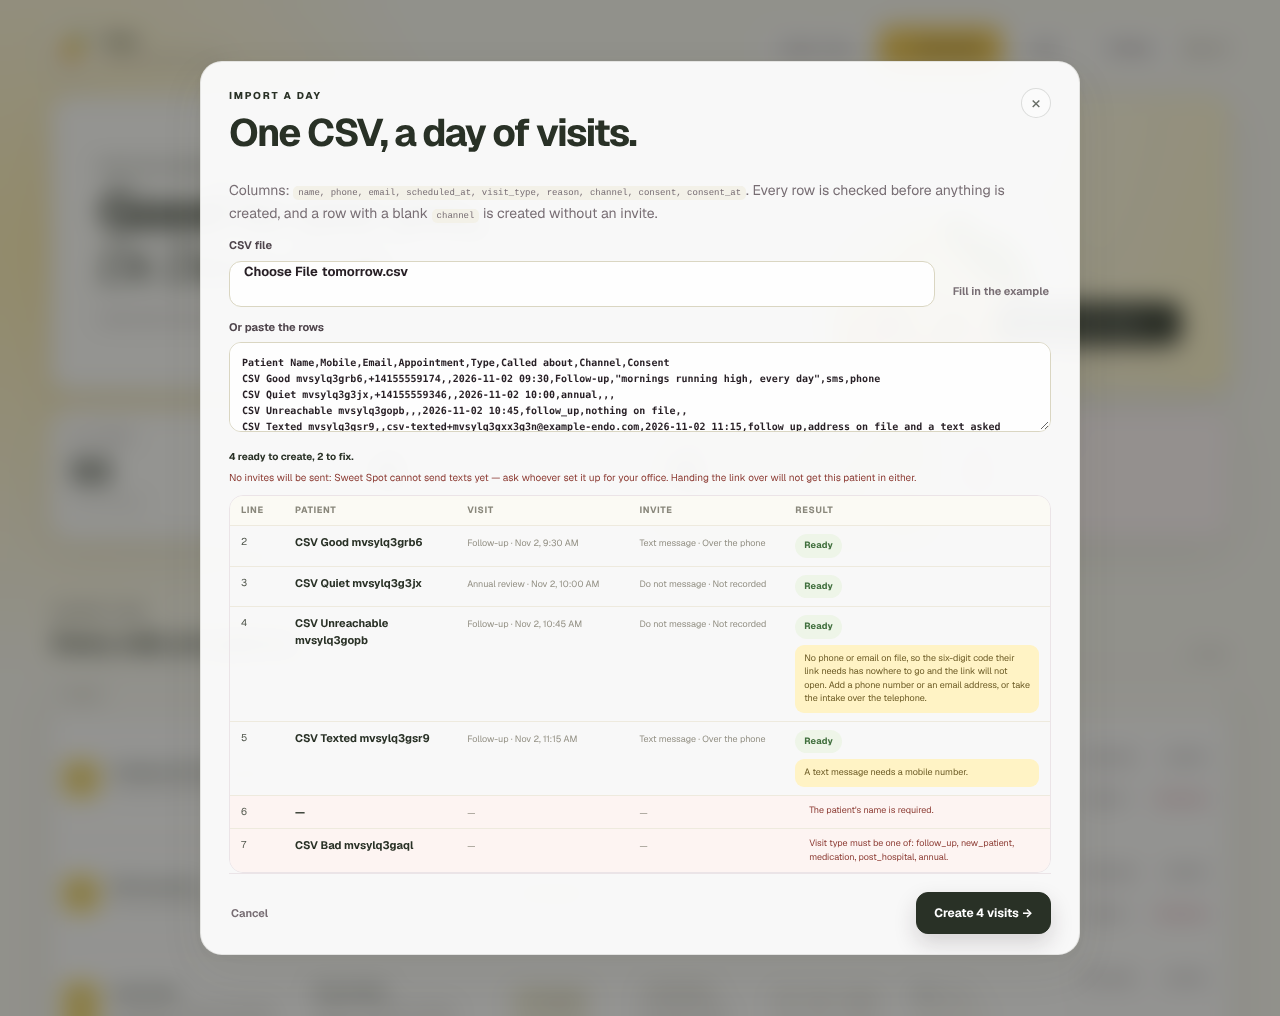 IMPORT A DAY
One CSV, a day of visits.
×
Columns: name, phone, email, scheduled_at, visit_type, reason, channel, consent, consent_at. Every row is checked before anything is
created, and a row with a blank channel is created without an invite.
CSV file
Choose File tomorrow.csv
Fill in the example
Or paste the rows
Patient Name,Mobile,Email,Appointment,Type,Called about,Channel,Consent
CSV Good mvsylq3grb6,+14155559174,,2026-11-02 09:30,Follow-up,"mornings running high, every day",sms,phone
CSV Quiet mvsylq3g3jx,+14155559346,,2026-11-02 10:00,annual,,,
CSV Unreachable mvsylq3gopb,,,2026-11-02 10:45,follow_up,nothing on file,,
CSV Texted mvsylq3gsr9,,csv-texted+mvsylq3gxx3g3n@example-endo.com,2026-11-02 11:15,follow_up,address on file and a text asked
4 ready to create, 2 to fix.
No invites will be sent: Sweet Spot cannot send texts yet — ask whoever set it up for your office. Handing the link over will not get this patient in either.
LINE PATIENT VISIT INVITE RESULT
2 CSV Good mvsylq3grb6 Follow-up · Nov 2, 9:30 AM Text message · Over the phone Ready
3 CSV Quiet mvsylq3g3jx Annual review · Nov 2, 10:00 AM Do not message · Not recorded Ready
4 CSV Unreachable Follow-up · Nov 2, 10:45 AM Do not message · Not recorded Ready
mvsylq3gopb
No phone or email on file, so the six-digit code their
link needs has nowhere to go and the link will not
open. Add a phone number or an email address, or take
the intake over the telephone.
5 CSV Texted mvsylq3gsr9 Follow-up · Nov 2, 11:15 AM Text message · Over the phone Ready
A text message needs a mobile number.
6 — — — The patient's name is required.
7 CSV Bad mvsylq3gaql — — Visit type must be one of: follow_up, new_patient,
medication, post_hospital, annual.
Cancel
Create 4 visits →